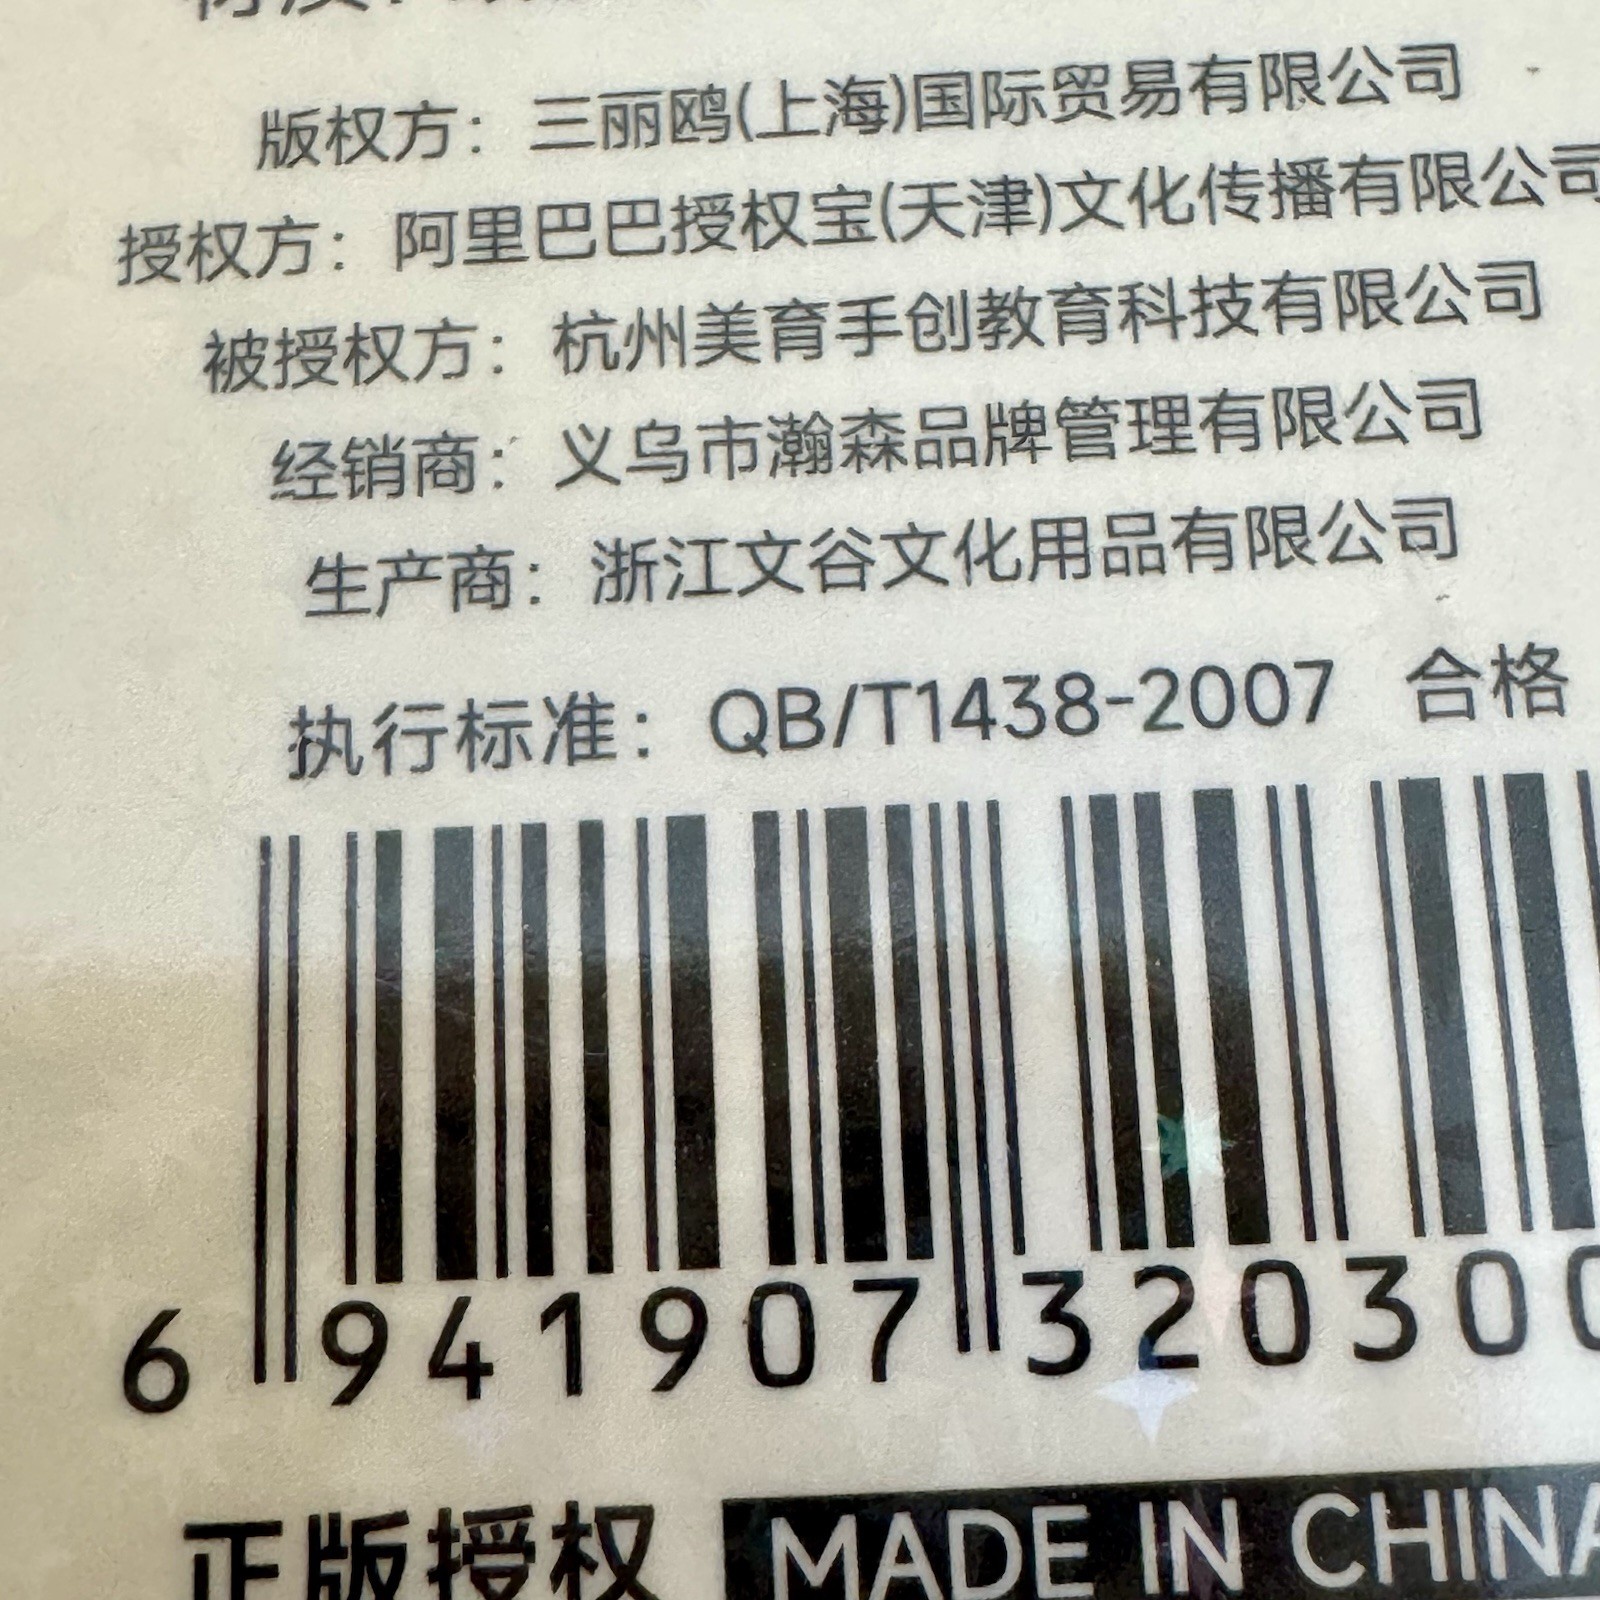 版权方：三丽鸥(上海)国际贸易有限公司
授权方：阿里巴巴授权宝(天津)文化传播有限公司
被授权方：杭州美育手创教育科技有限公司
经销商：义乌市瀚森品牌管理有限公司
生产商：浙江文谷文化用品有限公司
执行标准：QB/T1438-2007 合格
6 941907 320300
正版授权 MADE IN CHINA